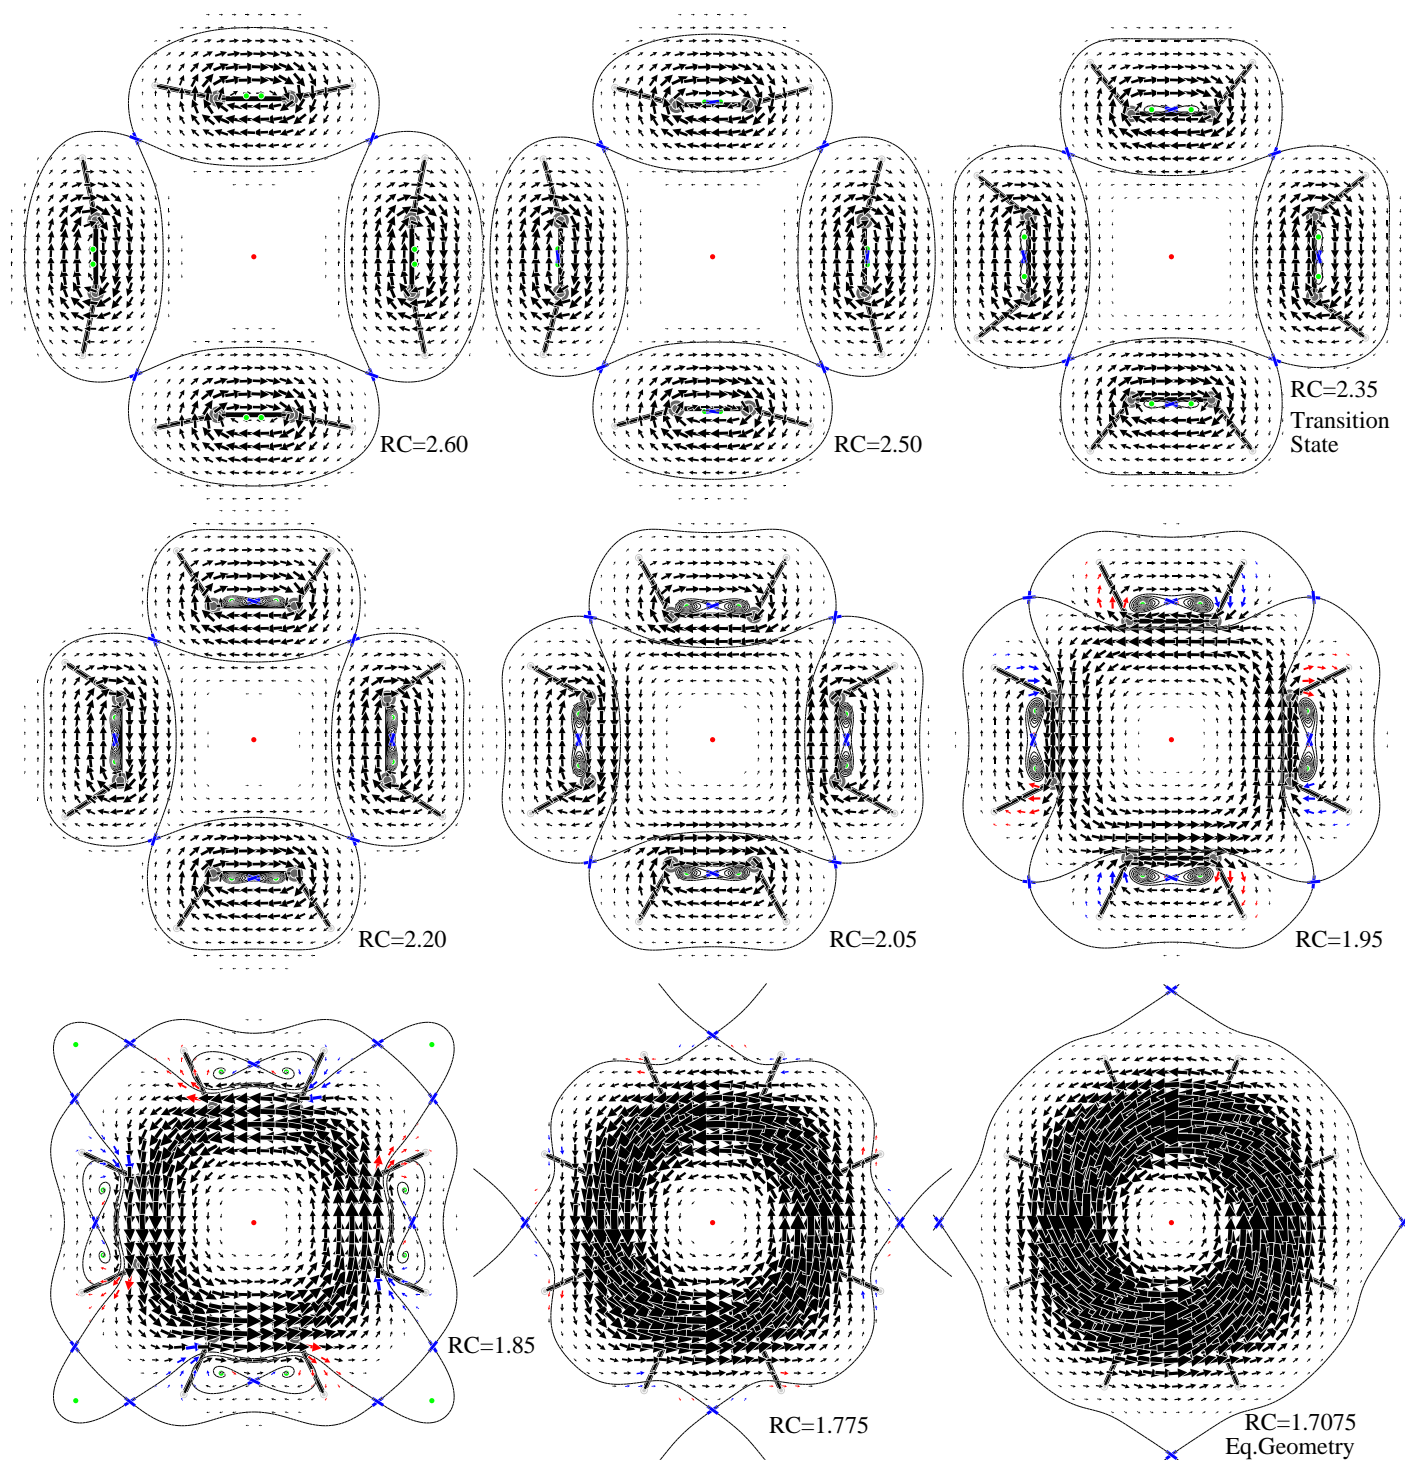 RC=2.60
RC=2.50
RC=2.35
Transition
State
RC=2.20
RC=2.05
RC=1.95
RC=1.85
RC=1.775
RC=1.7075
Eq.Geometry